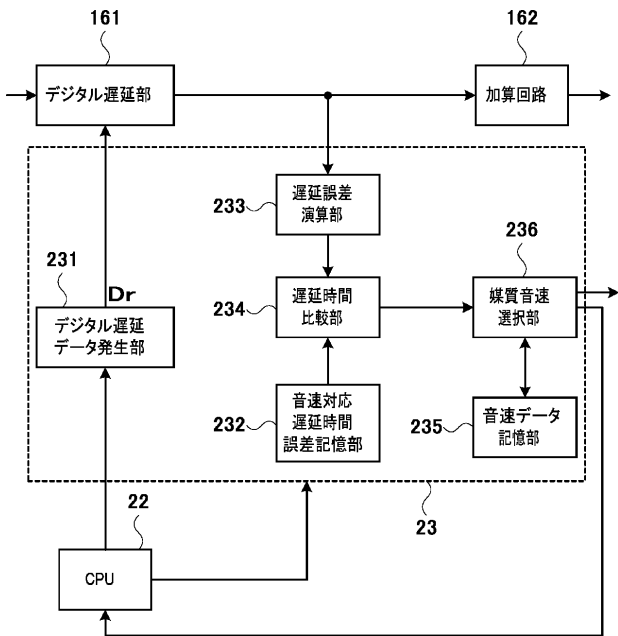 161
162
デジタル遅延部
加算回路
233
遅延誤差
演算部
231
236
Dr
234
遅延時間
比較部
媒質音速
選択部
デジタル遅延
データ発生部
232
音速対応
遅延時間
誤差記憶部
235
音速データ
記憶部
22
23
CPU